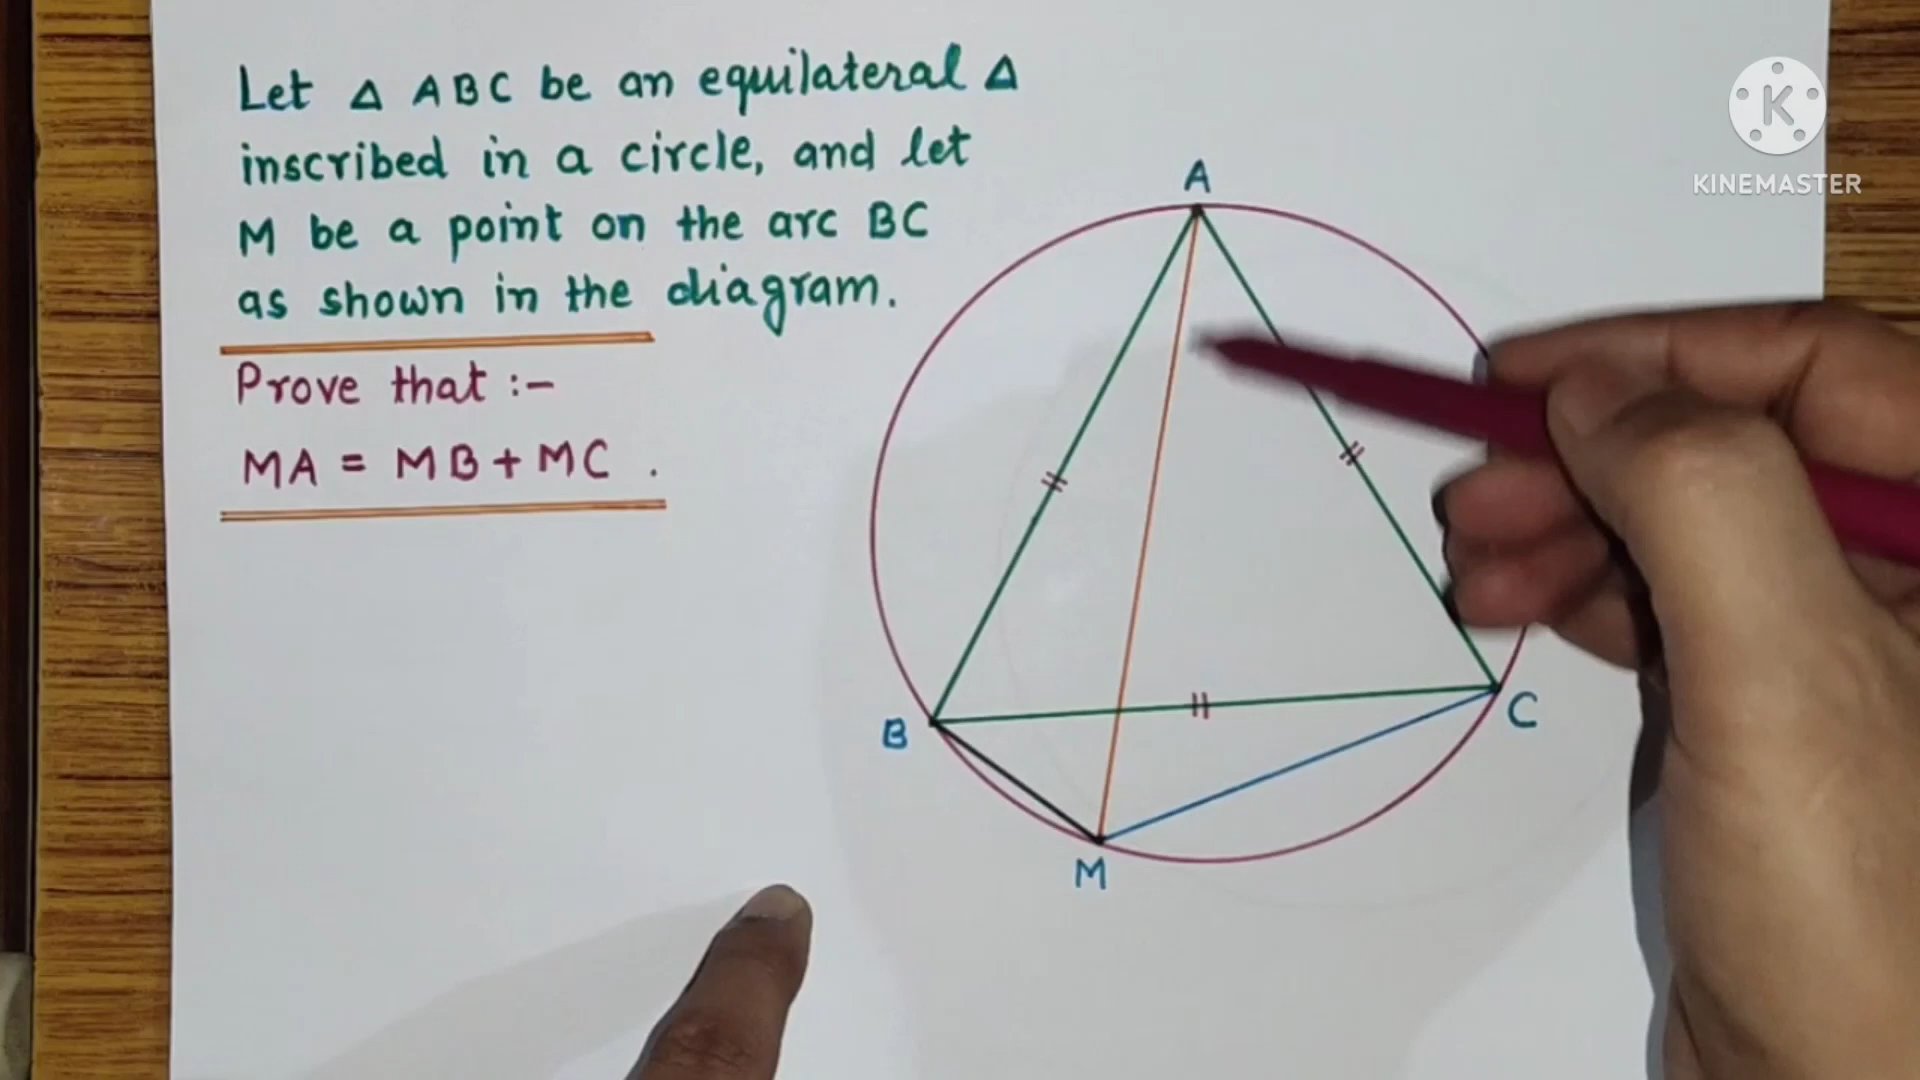 Let Δ ABC be an equilateral Δ
inscribed in a circle, and let
M be a point on the arc BC
as shown in the diagram.
Prove that :-
MA = MB + MC .
A
B
C
M
K
KINEMASTER